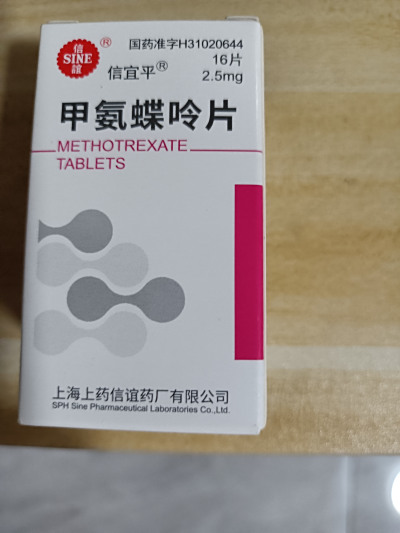 信
SINE
誼
®
国药准字H31020644
信宜平®
16片
2.5mg
甲氨蝶呤片
METHOTREXATE
TABLETS
上海上药信谊药厂有限公司
SPH Sine Pharmaceutical Laboratories Co.,Ltd.